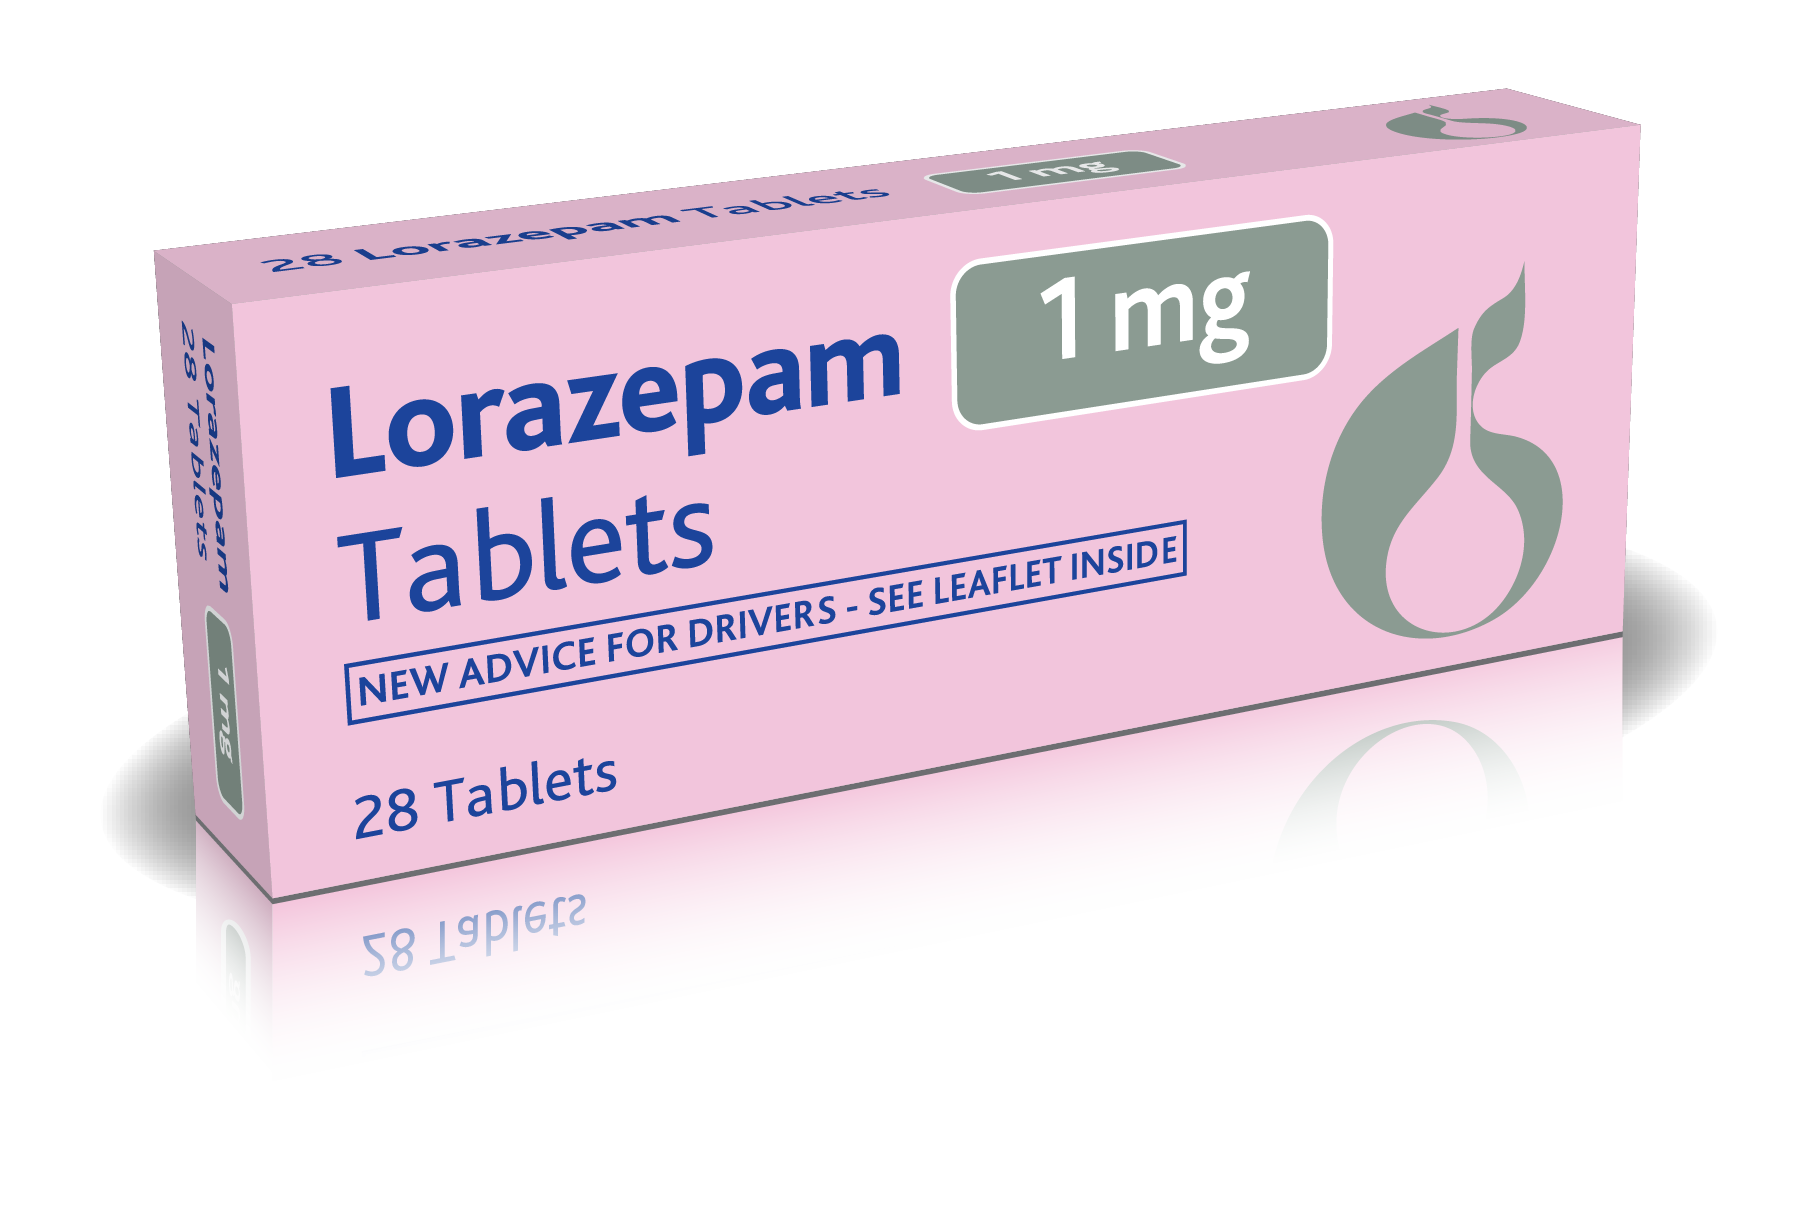 28 Lorazepam Tablets 1 mg
Lorazepam 1 mg
Tablets
NEW ADVICE FOR DRIVERS - SEE LEAFLET INSIDE
28 Tablets
Lorazepam
28 Tablets
1 mg
28 Tablets